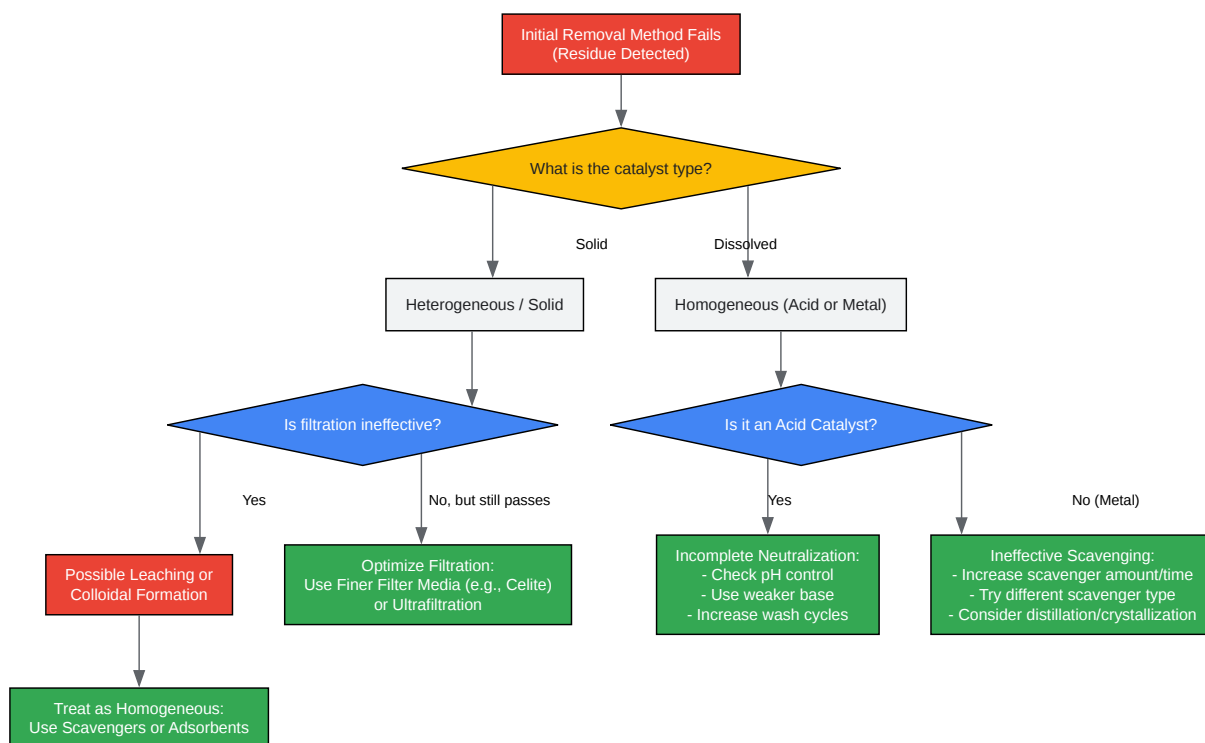 Initial Removal Method Fails
(Residue Detected)
What is the catalyst type?
Solid
Dissolved
Heterogeneous / Solid
Homogeneous (Acid or Metal)
Is filtration ineffective?
Is it an Acid Catalyst?
Yes
No, but still passes
Yes
No (Metal)
Possible Leaching or
Colloidal Formation
Optimize Filtration:
Use Finer Filter Media (e.g., Celite)
or Ultrafiltration
Incomplete Neutralization:
- Check pH control
- Use weaker base
- Increase wash cycles
Ineffective Scavenging:
- Increase scavenger amount/time
- Try different scavenger type
- Consider distillation/crystallization
Treat as Homogeneous:
Use Scavengers or Adsorbents